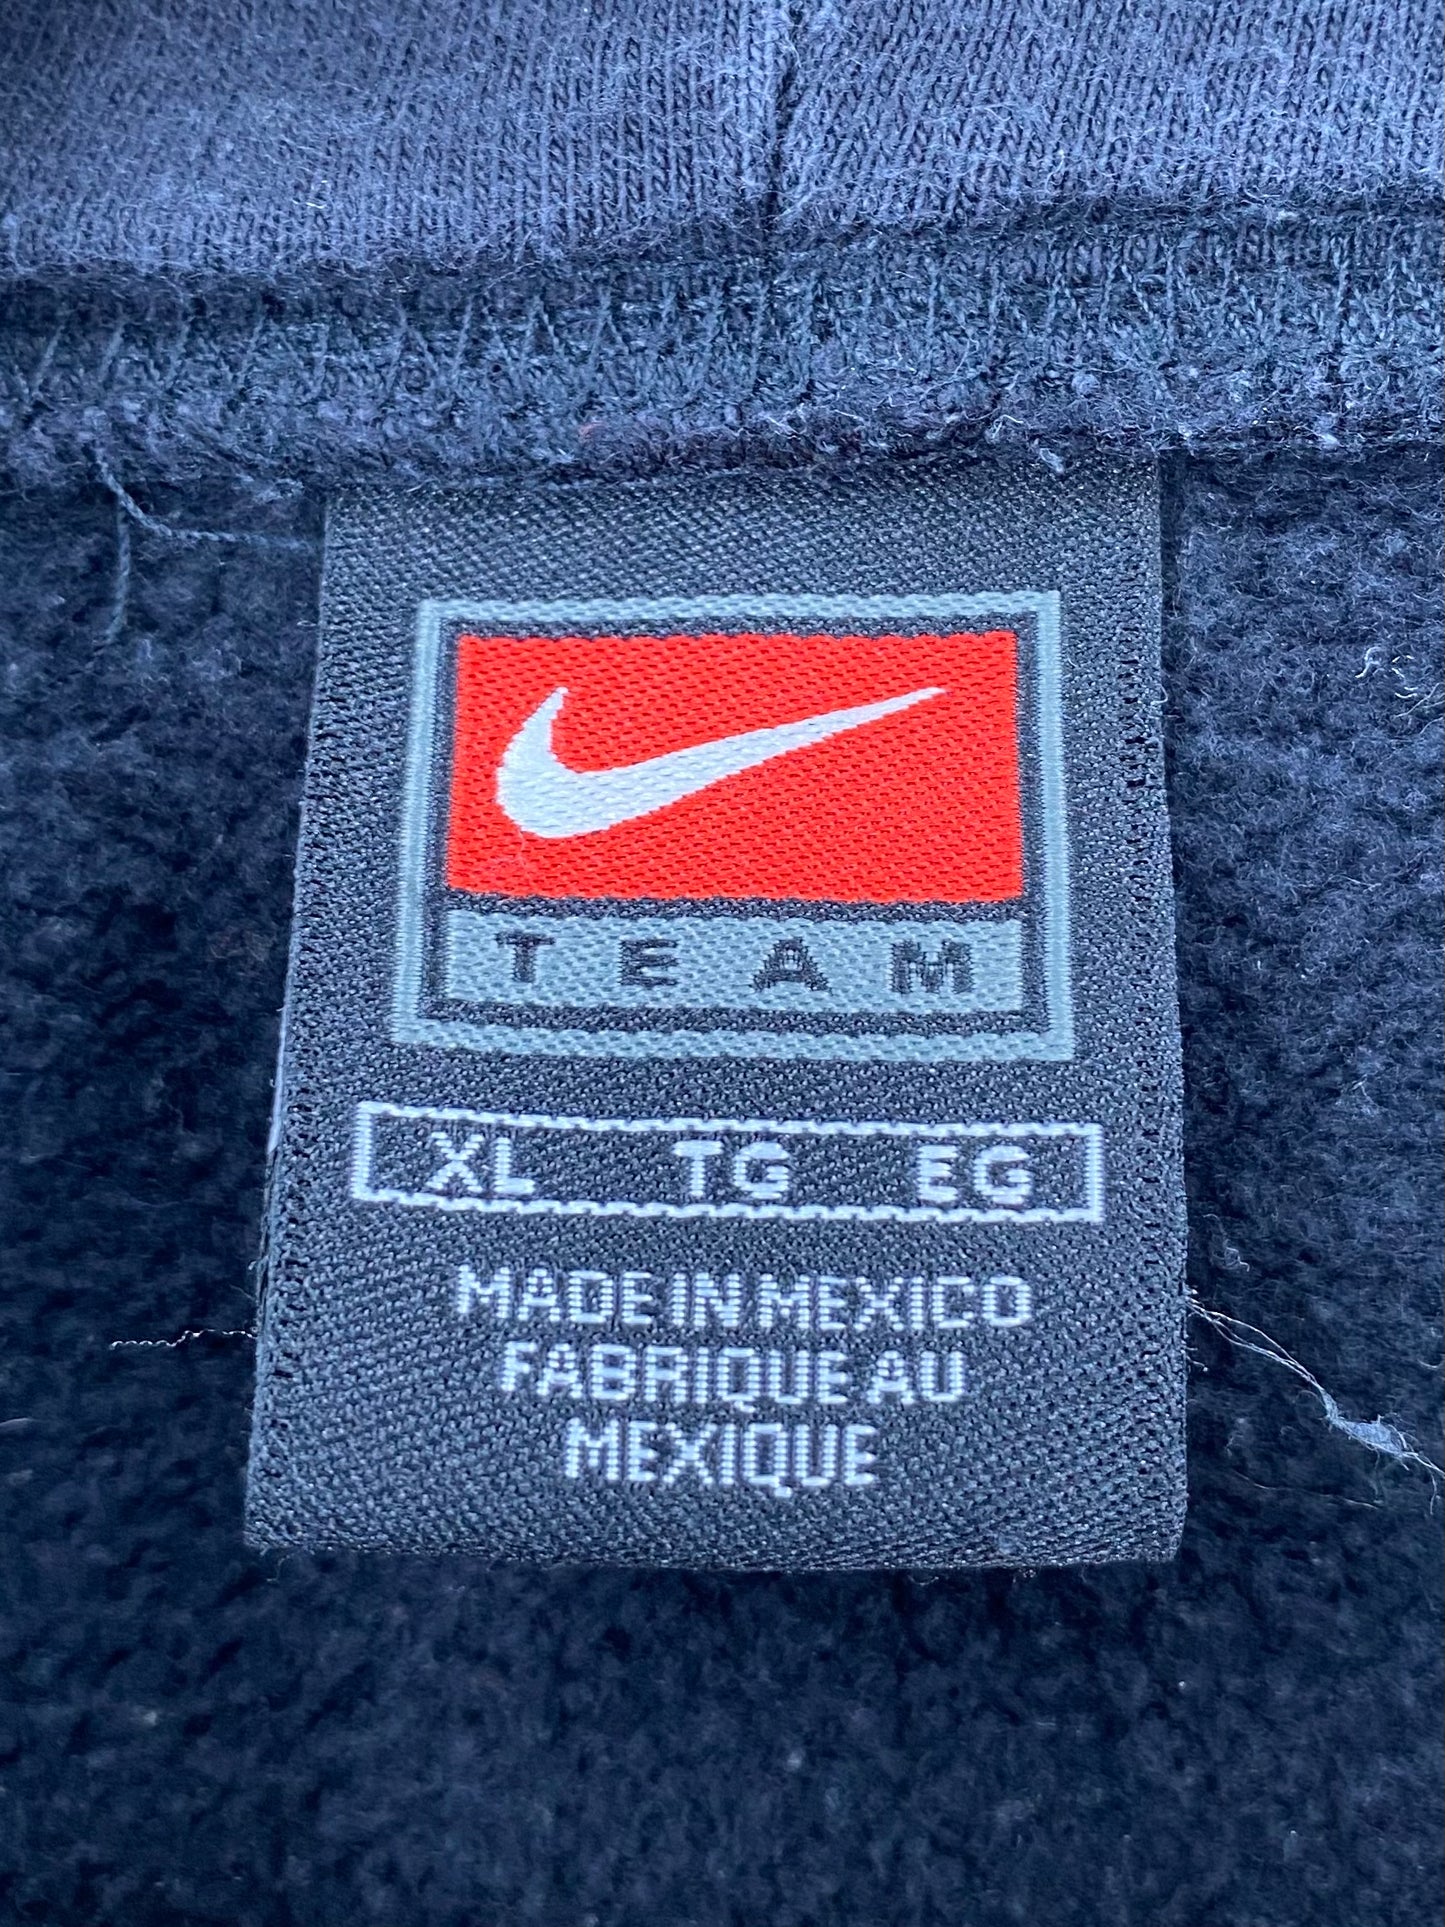 TEAM
XL TG EG
MADE IN MEXICO
FABRIQUE AU
MEXIQUE